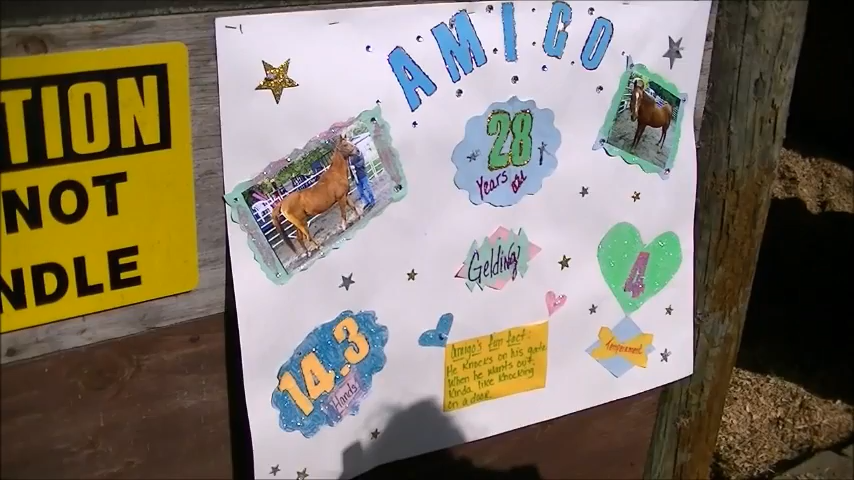 TION
NOT
NDLE
AMIGO
28
Years old
Gelding
4
14.3
Hands
Amigo's fun fact:
He knocks on his gate
when he wants out,
kinda like knocking
on a door.